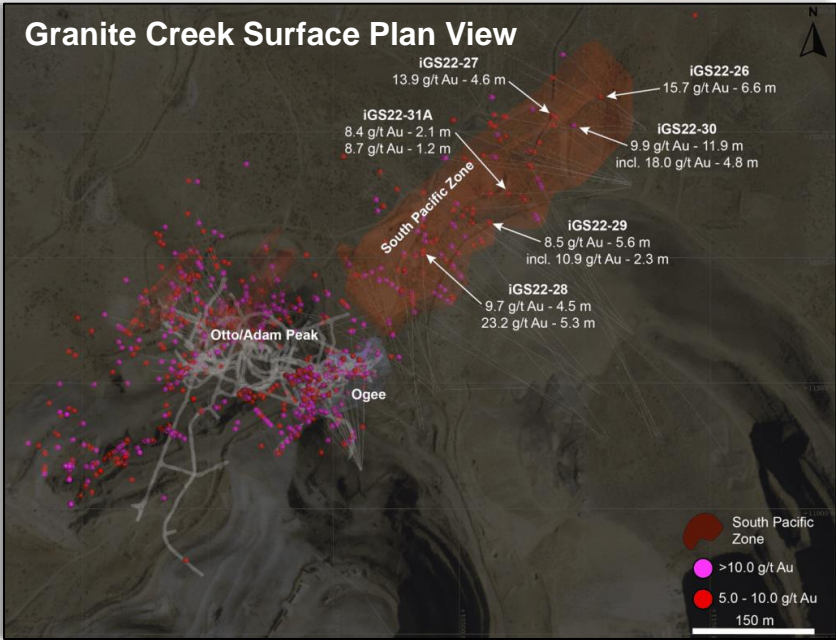 Granite Creek Surface Plan View
N
iGS22-27
13.9 g/t Au - 4.6 m
iGS22-26
15.7 g/t Au - 6.6 m
iGS22-31A
8.4 g/t Au - 2.1 m
8.7 g/t Au - 1.2 m
iGS22-30
9.9 g/t Au - 11.9 m
incl. 18.0 g/t Au - 4.8 m
South Pacific Zone
iGS22-29
8.5 g/t Au - 5.6 m
incl. 10.9 g/t Au - 2.3 m
iGS22-28
9.7 g/t Au - 4.5 m
23.2 g/t Au - 5.3 m
Otto/Adam Peak
Ogee
South Pacific
Zone
>10.0 g/t Au
5.0 - 10.0 g/t Au
150 m